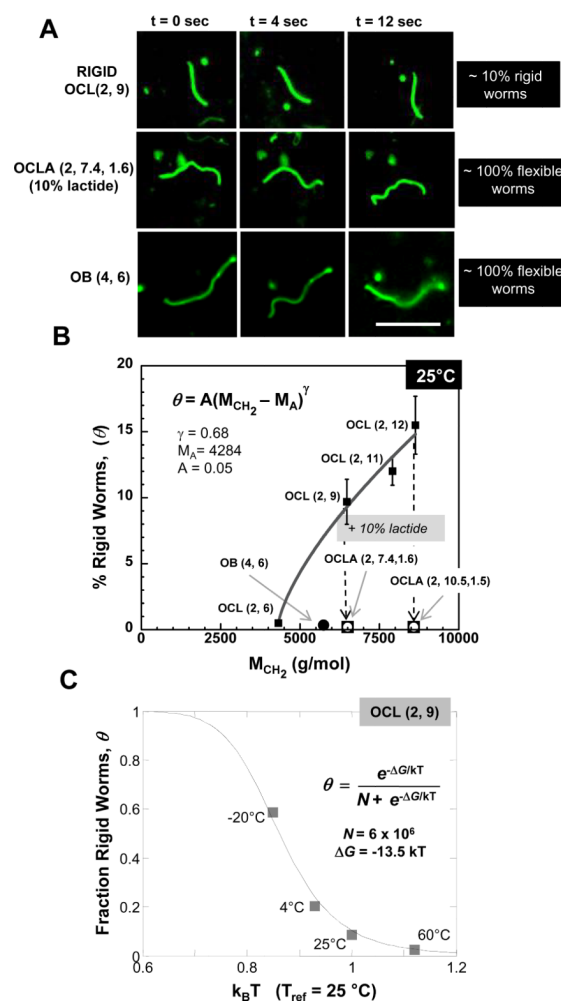 A
t = 0 sec t = 4 sec t = 12 sec
RIGID
OCL(2, 9)
~ 10% rigid
worms
OCLA (2, 7.4, 1.6)
(10% lactide)
~ 100% flexible
worms
OB (4, 6)
~ 100% flexible
worms
B
25°C
θ = A(M_CH₂ – M_A)^γ
γ = 0.68
M_A= 4284
A = 0.05
% Rigid Worms, (θ)
20
15
10
5
0
OCL (2, 12)
OCL (2, 11)
OCL (2, 9)
+ 10% lactide
OB (4, 6)
OCLA (2, 7.4,1.6)
OCLA (2, 10.5,1.5)
OCL (2, 6)
0 2500 5000 7500 10000
M_CH₂ (g/mol)
C
OCL (2, 9)
Fraction Rigid Worms, θ
1
0.8
0.6
0.4
0.2
0
θ = e^-ΔG/kT / N + e^-ΔG/kT
N = 6 x 10⁶
ΔG = -13.5 kT
-20°C
4°C
25°C
60°C
0.6 0.8 1 1.2
k_BT (T_ref = 25 °C)